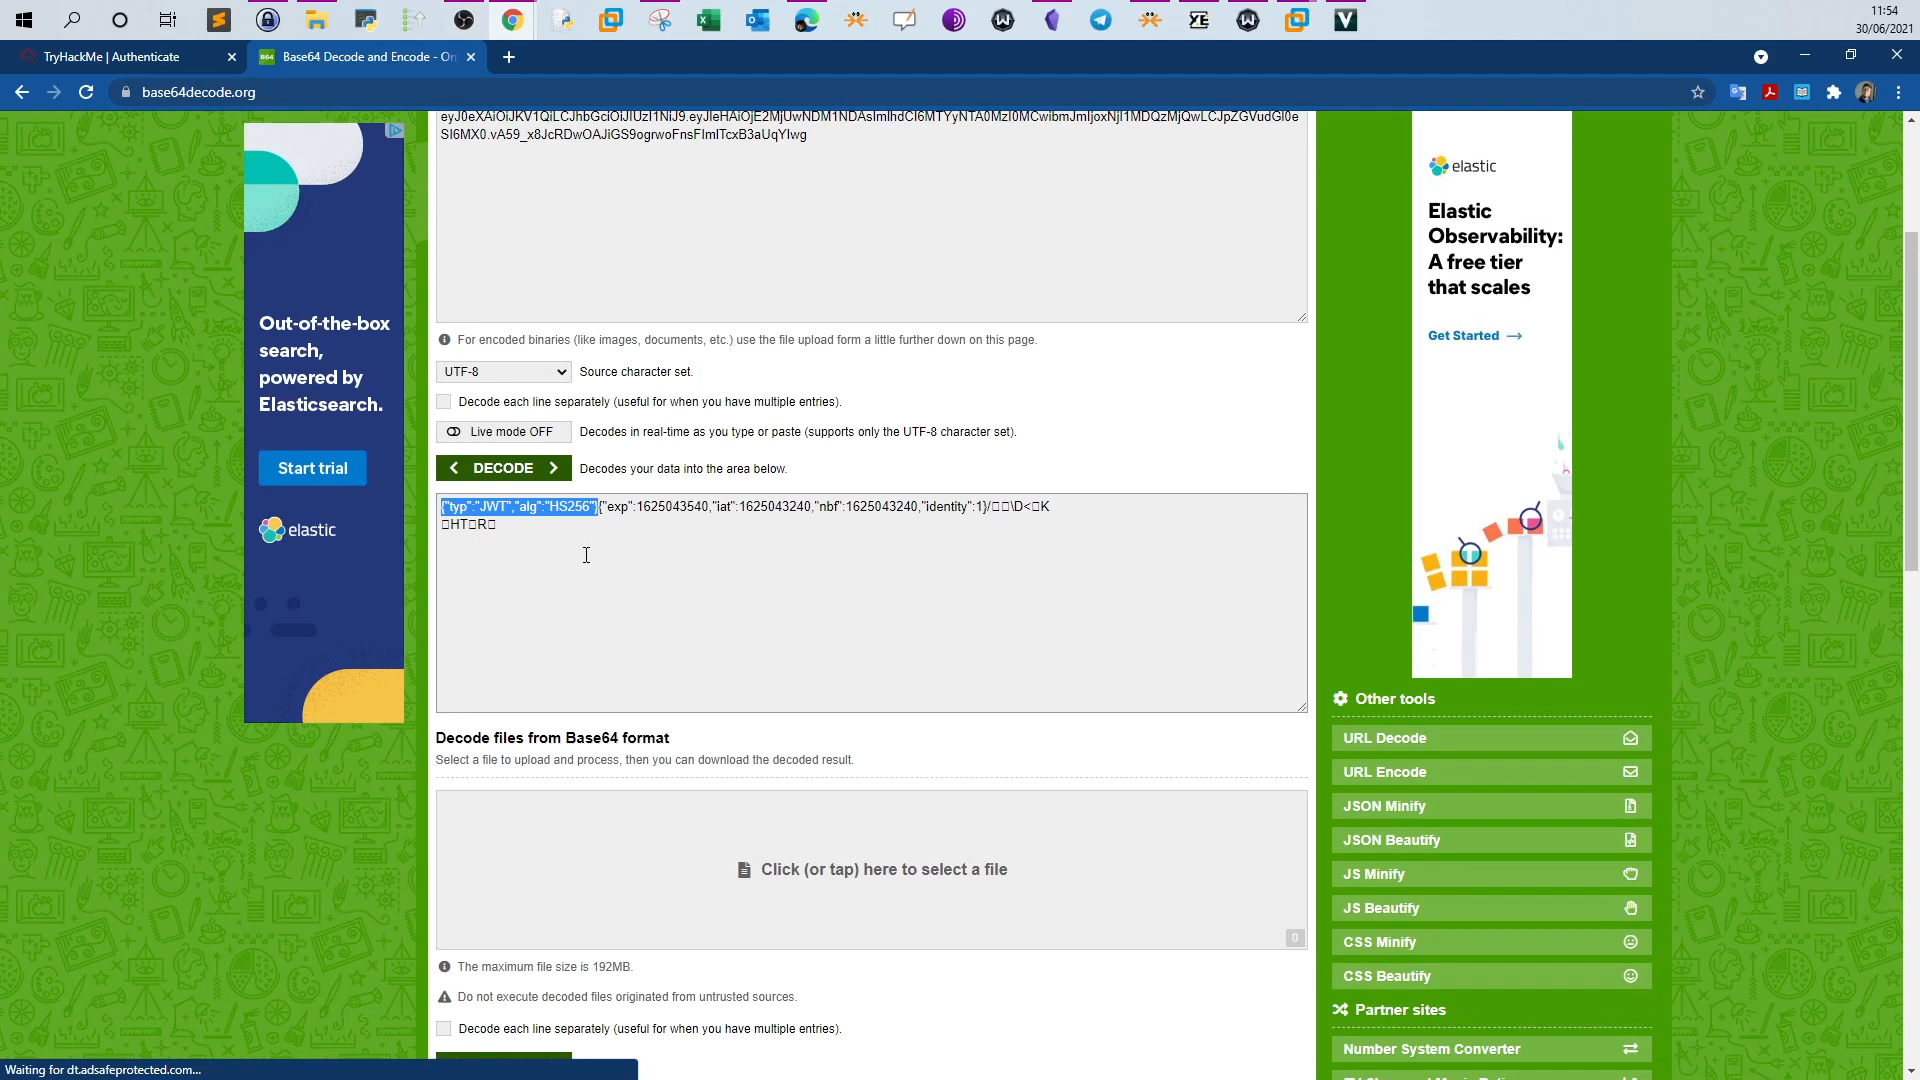 11:54
30/06/2021
TryHackMe | Authenticate
Base64 Decode and Encode - On
base64decode.org
SI6MX0.vA59_x8JcRDwOAJiGS9ogrwoFnsFImITcxB3aUqYIwg
For encoded binaries (like images, documents, etc.) use the file upload form a little further down on this page.
UTF-8 Source character set.
Decode each line separately (useful for when you have multiple entries).
Live mode OFF Decodes in real-time as you type or paste (supports only the UTF-8 character set).
< DECODE > Decodes your data into the area below.
{"typ":"JWT","alg":"HS256"}{"exp":1625043540,"iat":1625043240,"nbf":1625043240,"identity":1}/□□\D<□K
□HT□R□
Decode files from Base64 format
Select a file to upload and process, then you can download the decoded result.
Click (or tap) here to select a file
0
The maximum file size is 192MB.
Do not execute decoded files originated from untrusted sources.
Decode each line separately (useful for when you have multiple entries).
Out-of-the-box
search,
powered by
Elasticsearch.
Start trial
elastic
elastic
Elastic
Observability:
A free tier
that scales
Get Started →
Other tools
URL Decode
URL Encode
JSON Minify
JSON Beautify
JS Minify
JS Beautify
CSS Minify
CSS Beautify
Partner sites
Number System Converter
Waiting for dt.adsafeprotected.com...